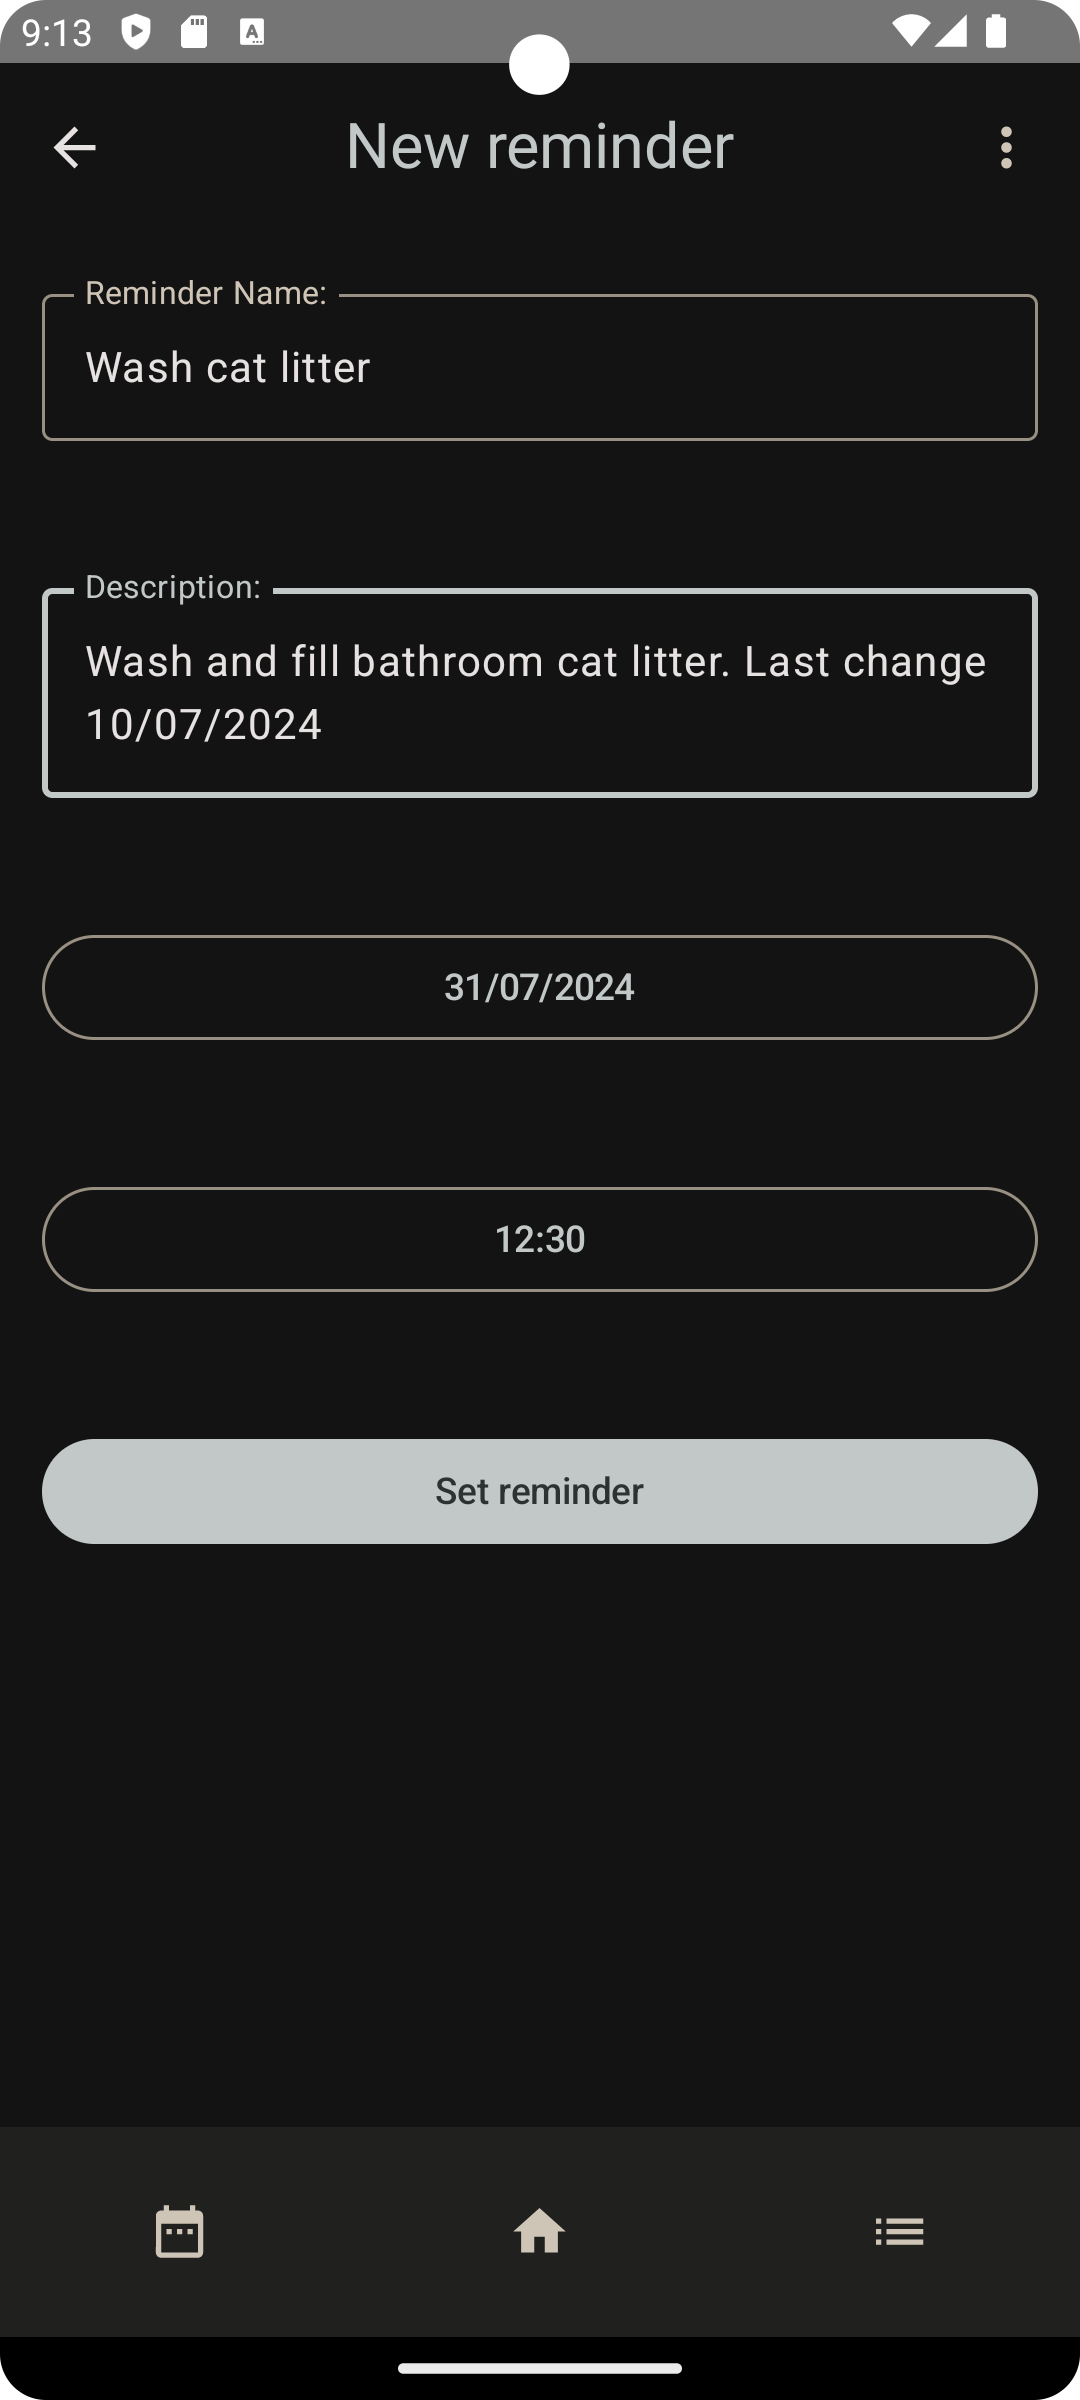 9:13
New reminder
Reminder Name:
Wash cat litter
Description:
Wash and fill bathroom cat litter. Last change
10/07/2024
31/07/2024
12:30
Set reminder